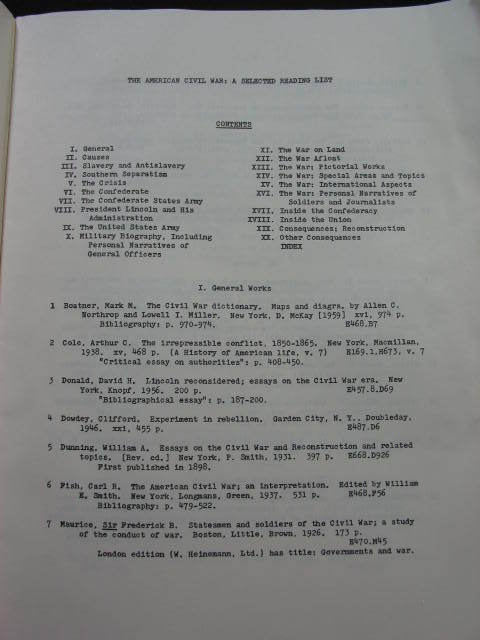 THE AMERICAN CIVIL WAR: A SELECTED READING LIST
CONTENTS
I. General
II. Causes
III. Slavery and Antislavery
IV. Southern Separatism
V. The Crisis
VI. The Confederate
VII. The Confederate States Army
VIII. President Lincoln and His
Administration
IX. The United States Army
X. Military Biography, Including
Personal Narratives of
General Officers
XI. The War on Land
XII. The War Afloat
XIII. The War: Pictorial Works
XIV. The War: Special Areas and Topics
XV. The War: International Aspects
XVI. The War: Personal Narratives of
Soldiers and Journalists
XVII. Inside the Confederacy
XVIII. Inside the Union
XIX. Consequences: Reconstruction
XX. Other Consequences
INDEX
I. General Works
1 Boatner, Mark M. The Civil War dictionary. Maps and diagrs. by Allen C.
Northrop and Lowell I. Miller. New York, D. McKay [1959] xvi, 974 p.
Bibliography: p. 970-974. E468.B7
2 Cole, Arthur C. The irrepressible conflict, 1850-1865. New York, Macmillan,
1938. xv, 468 p. (A History of American life, v. 7) E169.1.H673, v. 7
"Critical essay on authorities": p. 408-450.
3 Donald, David H. Lincoln reconsidered; essays on the Civil War era. New
York, Knopf, 1956. 200 p. E457.8.D69
"Bibliographical essay": p. 187-200.
4 Dowdey, Clifford. Experiment in rebellion. Garden City, N. Y., Doubleday,
1946. xxi, 455 p. E487.D6
5 Dunning, William A. Essays on the Civil War and Reconstruction and related
topics. [Rev. ed.] New York, P. Smith, 1931. 397 p. E668.D926
First published in 1898.
6 Fish, Carl R. The American Civil War; an interpretation. Edited by William
E. Smith. New York, Longmans, Green, 1937. 531 p. E468.F56
Bibliography: p. 479-522.
7 Maurice, Sir Frederick B. Statesmen and soldiers of the Civil War; a study
of the conduct of war. Boston, Little, Brown, 1926. 173 p.
E470.M45
London edition (W. Heinemann, Ltd.) has title: Governments and war.